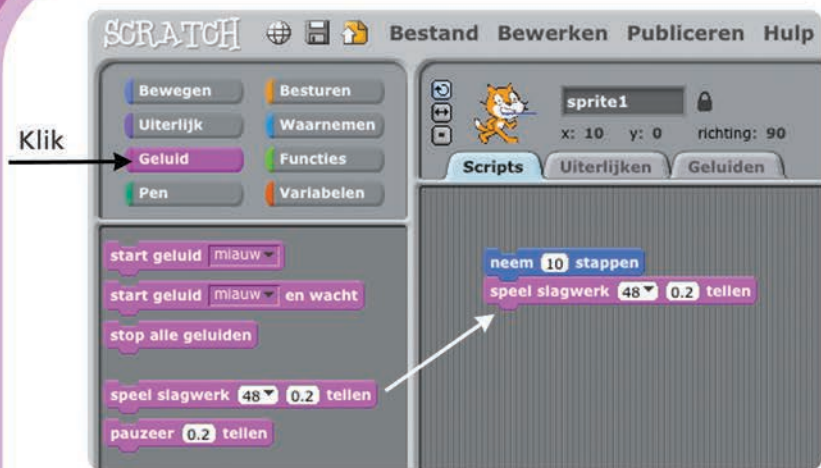 SCRATCH Bestand Bewerken Publiceren Hulp
Klik
Bewegen Besturen
Uiterlijk Waarnemen
Geluid Functies
Pen Variabelen
sprite1
x: 10 y: 0 richting: 90
Scripts Uiterlijken Geluiden
start geluid miauw
start geluid miauw en wacht
stop alle geluiden
speel slagwerk 48 0.2 tellen
pauzeer 0.2 tellen
neem 10 stappen
speel slagwerk 48 0.2 tellen